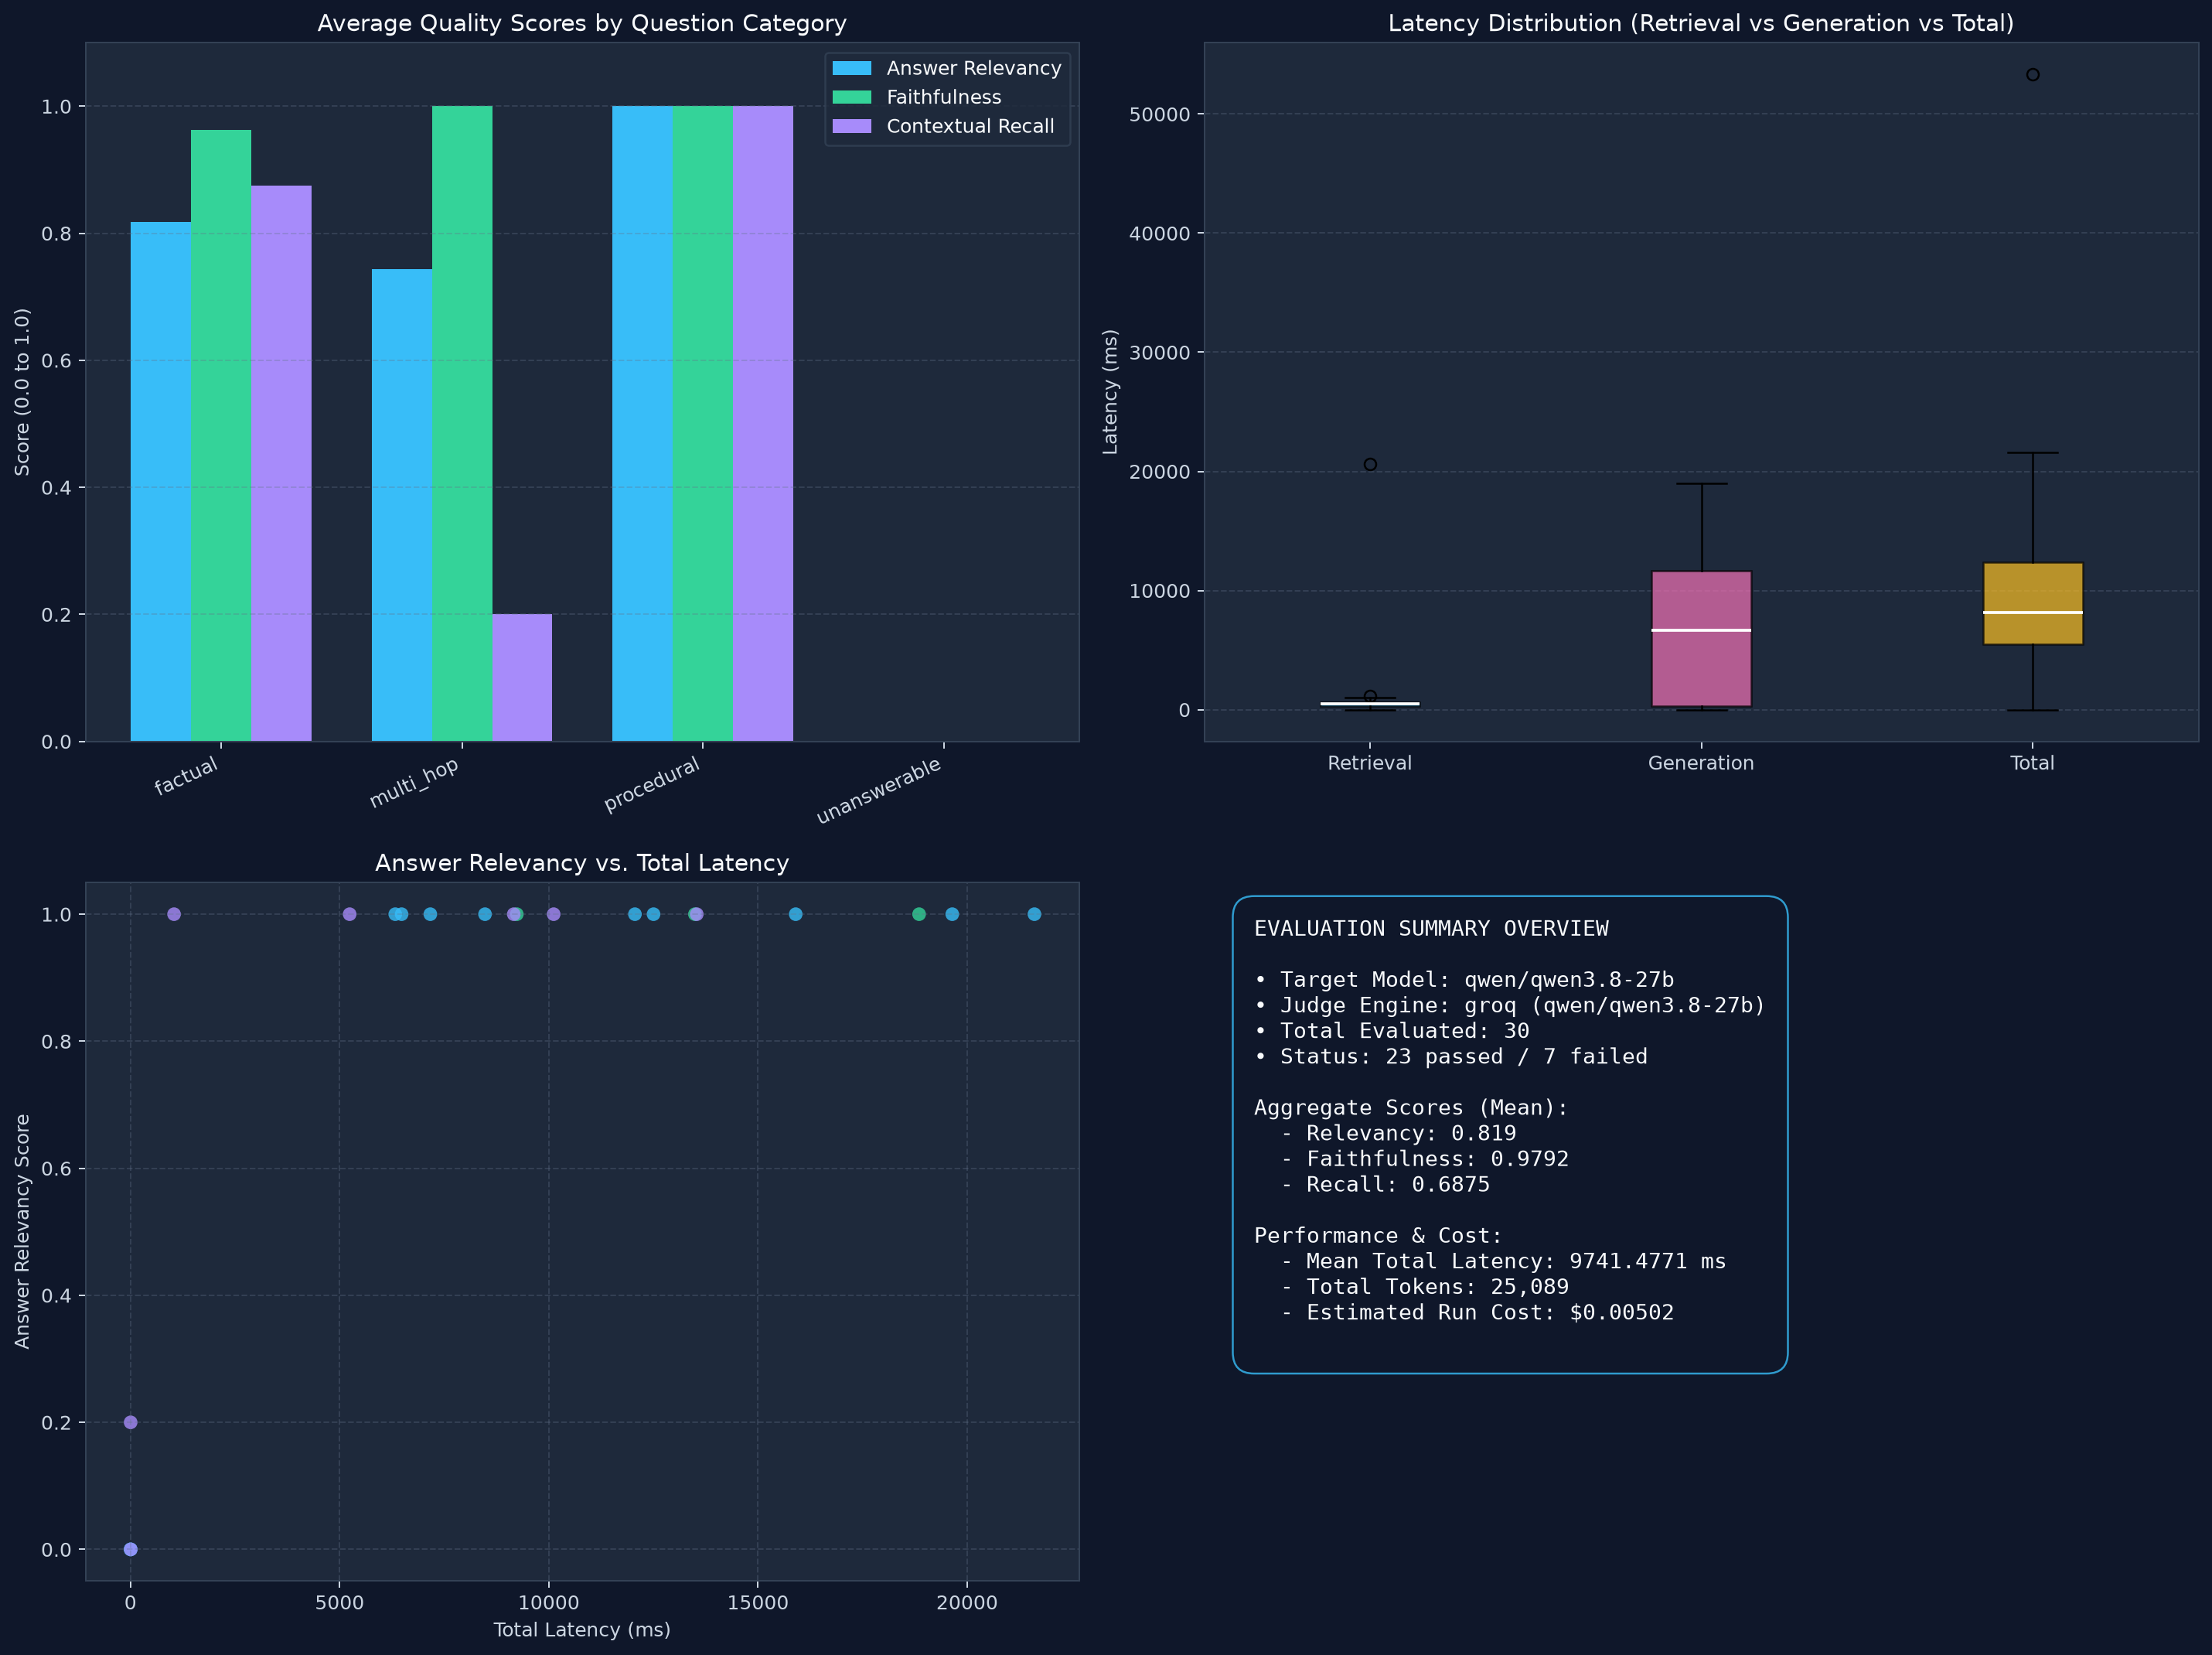 Average Quality Scores by Question Category
Answer Relevancy
Faithfulness
Contextual Recall
Score (0.0 to 1.0)
1.0
0.8
0.6
0.4
0.2
0.0
factual
multi_hop
procedural
unanswerable
Latency Distribution (Retrieval vs Generation vs Total)
Latency (ms)
50000
40000
30000
20000
10000
0
Retrieval
Generation
Total
Answer Relevancy vs. Total Latency
Answer Relevancy Score
1.0
0.8
0.6
0.4
0.2
0.0
0
5000
10000
15000
20000
Total Latency (ms)
EVALUATION SUMMARY OVERVIEW
• Target Model: qwen/qwen3.8-27b
• Judge Engine: groq (qwen/qwen3.8-27b)
• Total Evaluated: 30
• Status: 23 passed / 7 failed
Aggregate Scores (Mean):
- Relevancy: 0.819
- Faithfulness: 0.9792
- Recall: 0.6875
Performance & Cost:
- Mean Total Latency: 9741.4771 ms
- Total Tokens: 25,089
- Estimated Run Cost: $0.00502